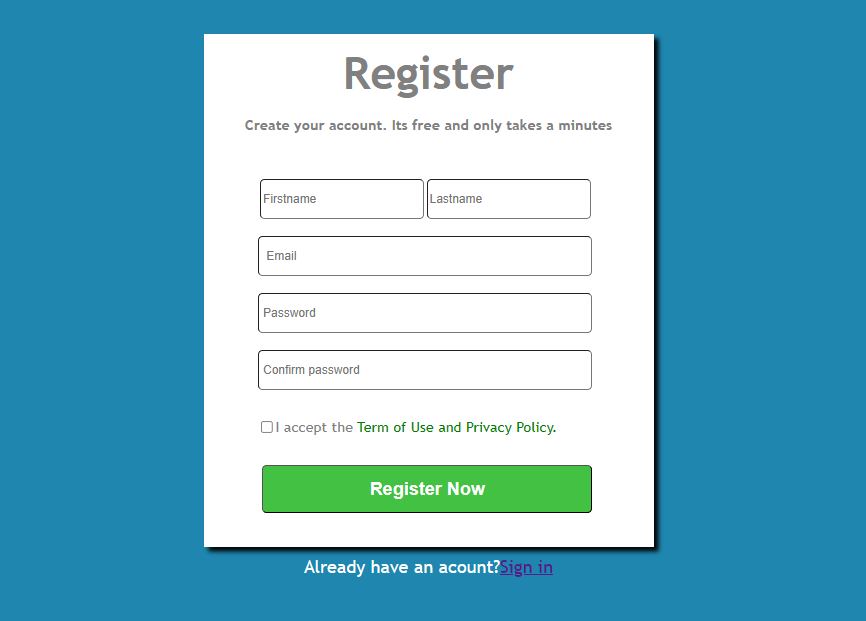 Register
Create your account. Its free and only takes a minutes
Firstname Lastname
Email
Password
Confirm password
I accept the Term of Use and Privacy Policy.
Register Now
Already have an acount?Sign in